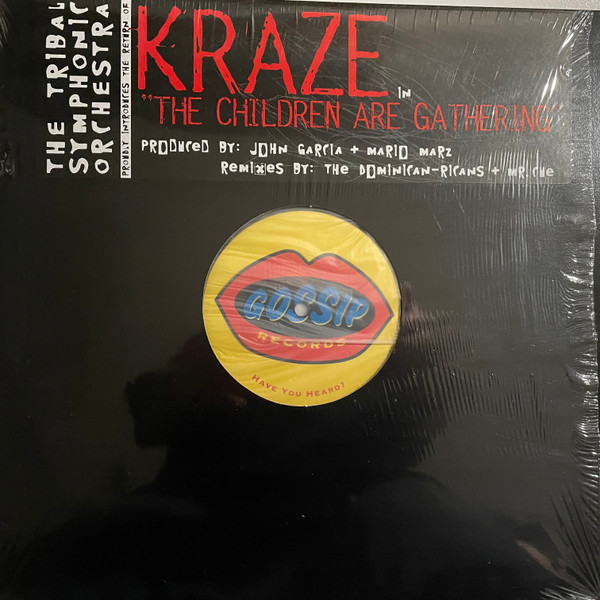 THE TRIBAL
SYMPHONIC
ORCHESTRA
PROUDLY INTRODUCES THE RETURN OF
KRAZE
IN
"THE CHILDREN ARE GATHERING"
PRODUCED BY: JOHN GARCIA + MARIO MARZ
REMIXES BY: THE DOMINICAN-RICANS + MR.CHE
GOSSIP
RECORDS
HAVE YOU HEARD?